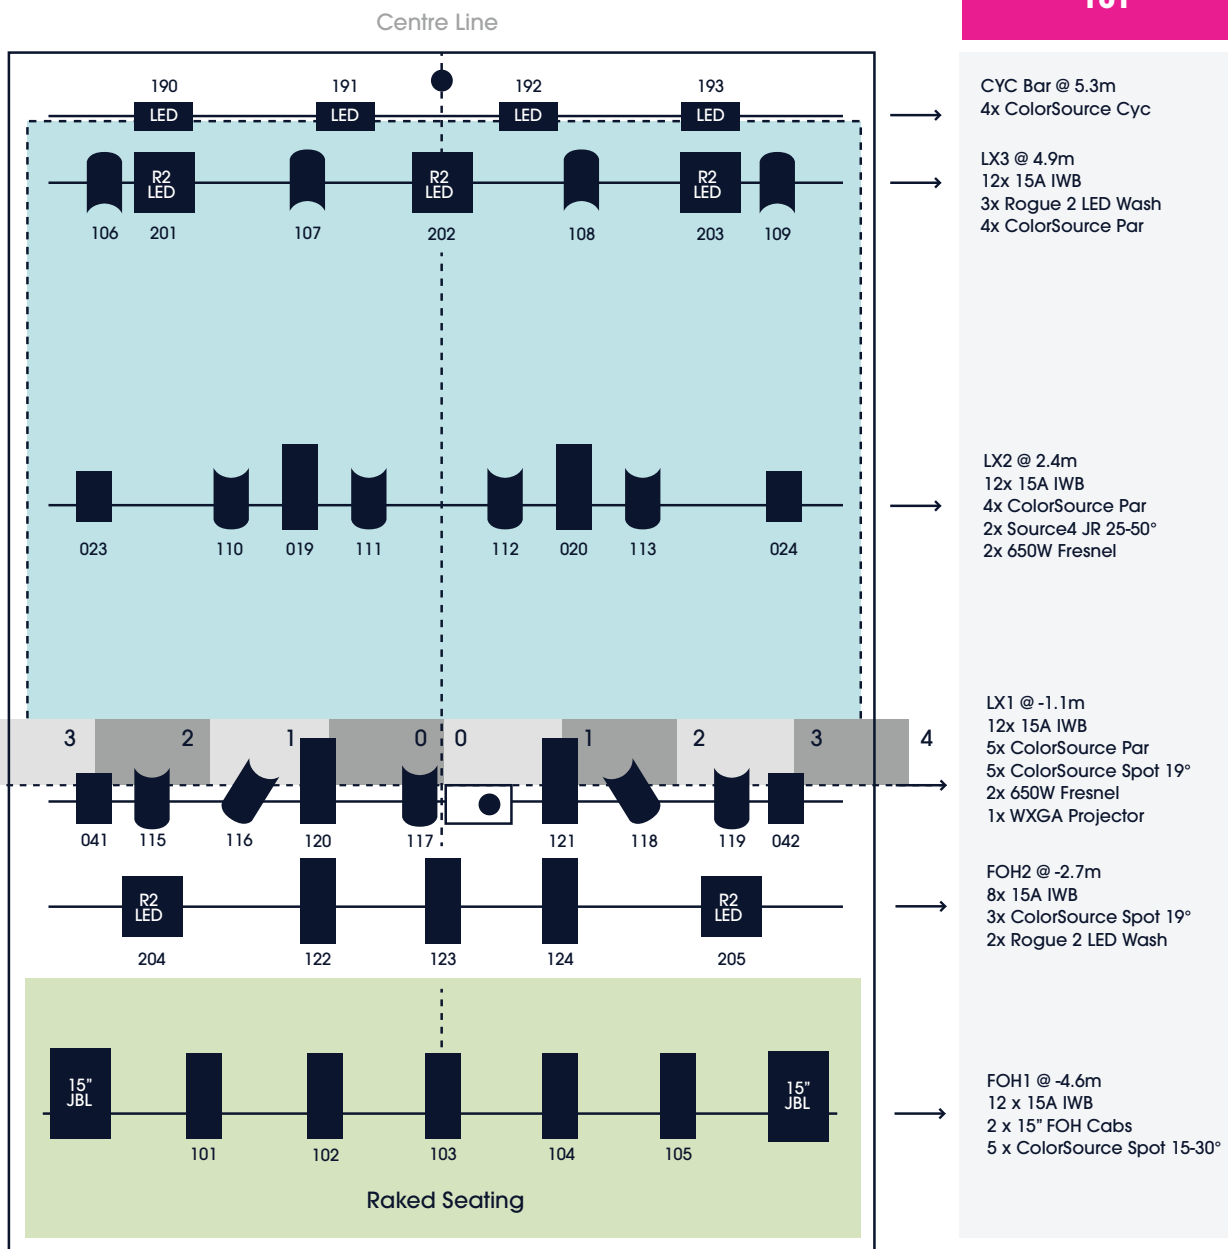 Centre Line
190 191 192 193
LED LED LED LED
R2 LED R2 LED R2 LED
106 201 107 202 108 203 109
023 110 019 111 112 020 113 024
3 2 1 0 0 1 2 3 4
041 115 116 120 117 121 118 119 042
R2 LED R2 LED
204 122 123 124 205
15” JBL 15” JBL
101 102 103 104 105
Raked Seating
CYC Bar @ 5.3m
4x ColorSource Cyc
LX3 @ 4.9m
12x 15A IWB
3x Rogue 2 LED Wash
4x ColorSource Par
LX2 @ 2.4m
12x 15A IWB
4x ColorSource Par
2x Source4 JR 25-50°
2x 650W Fresnel
LX1 @ -1.1m
12x 15A IWB
5x ColorSource Par
5x ColorSource Spot 19°
2x 650W Fresnel
1x WXGA Projector
FOH2 @ -2.7m
8x 15A IWB
3x ColorSource Spot 19°
2x Rogue 2 LED Wash
FOH1 @ -4.6m
12 x 15A IWB
2 x 15” FOH Cabs
5 x ColorSource Spot 15-30°